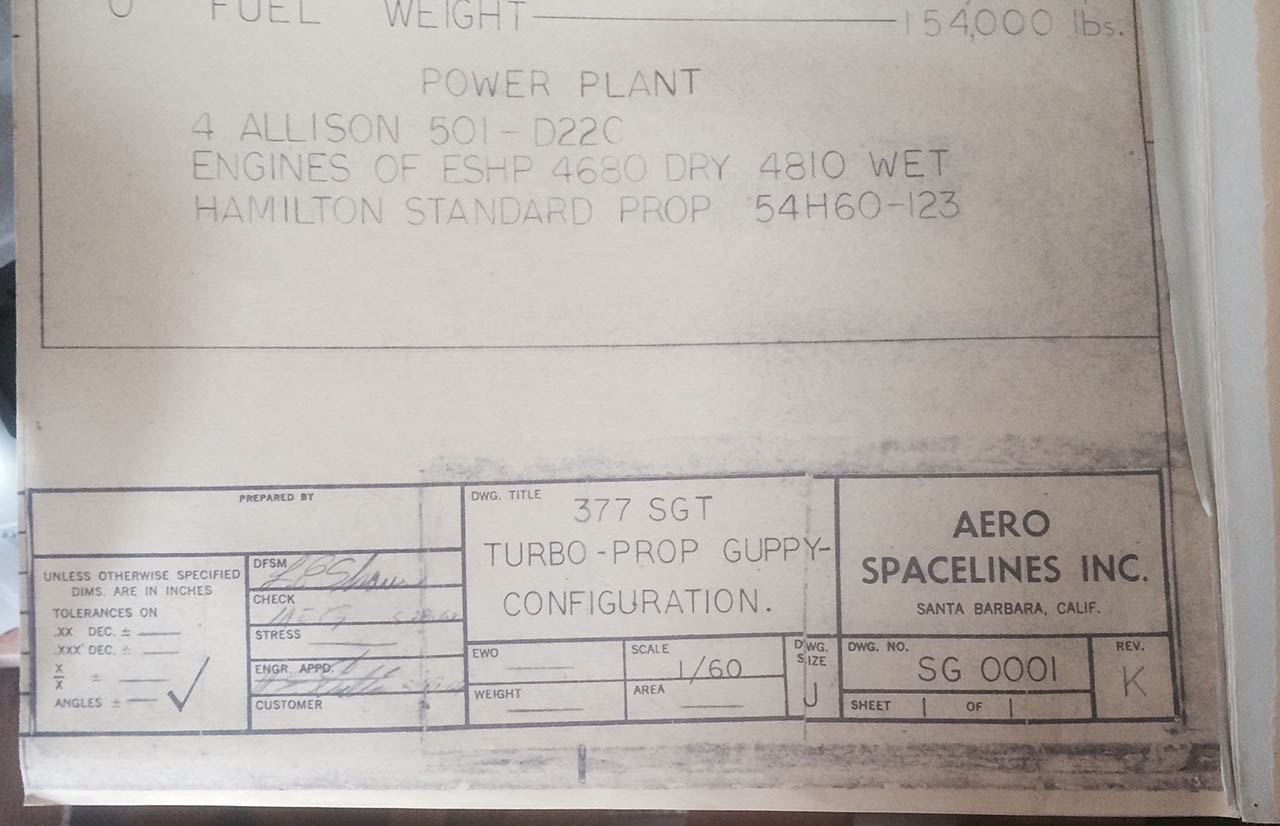 O FUEL WEIGHT 154,000 lbs.
POWER PLANT
4 ALLISON 501-D22C
ENGINES OF ESHP 4680 DRY 4810 WET
HAMILTON STANDARD PROP 54H60-123
PREPARED BY
UNLESS OTHERWISE SPECIFIED
DIMS. ARE IN INCHES
TOLERANCES ON
.XX DEC. ±
.XXX DEC. ±
X
X ±
ANGLES ±
DFSM
CHECK
STRESS
ENGR. APPD.
CUSTOMER
DWG. TITLE
377 SGT
TURBO-PROP GUPPY-
CONFIGURATION.
EWO
SCALE
1/60
WEIGHT
AREA
DWG.
SIZE
J
AERO
SPACELINES INC.
SANTA BARBARA, CALIF.
DWG. NO.
SG 0001
REV.
K
SHEET 1 OF 1